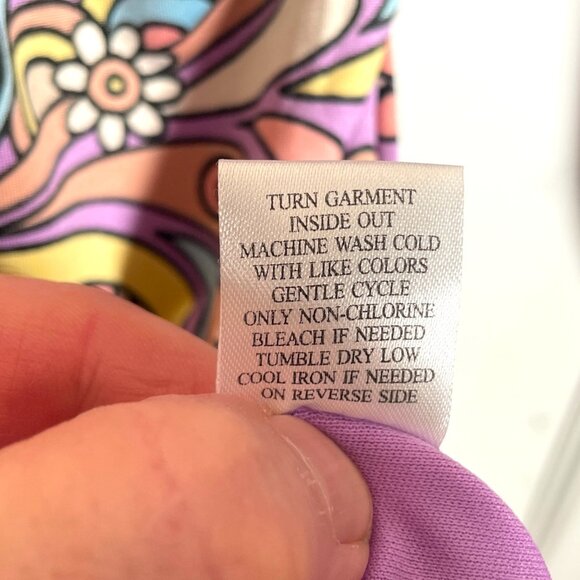 TURN GARMENT
INSIDE OUT
MACHINE WASH COLD
WITH LIKE COLORS
GENTLE CYCLE
ONLY NON-CHLORINE
BLEACH IF NEEDED
TUMBLE DRY LOW
COOL IRON IF NEEDED
ON REVERSE SIDE